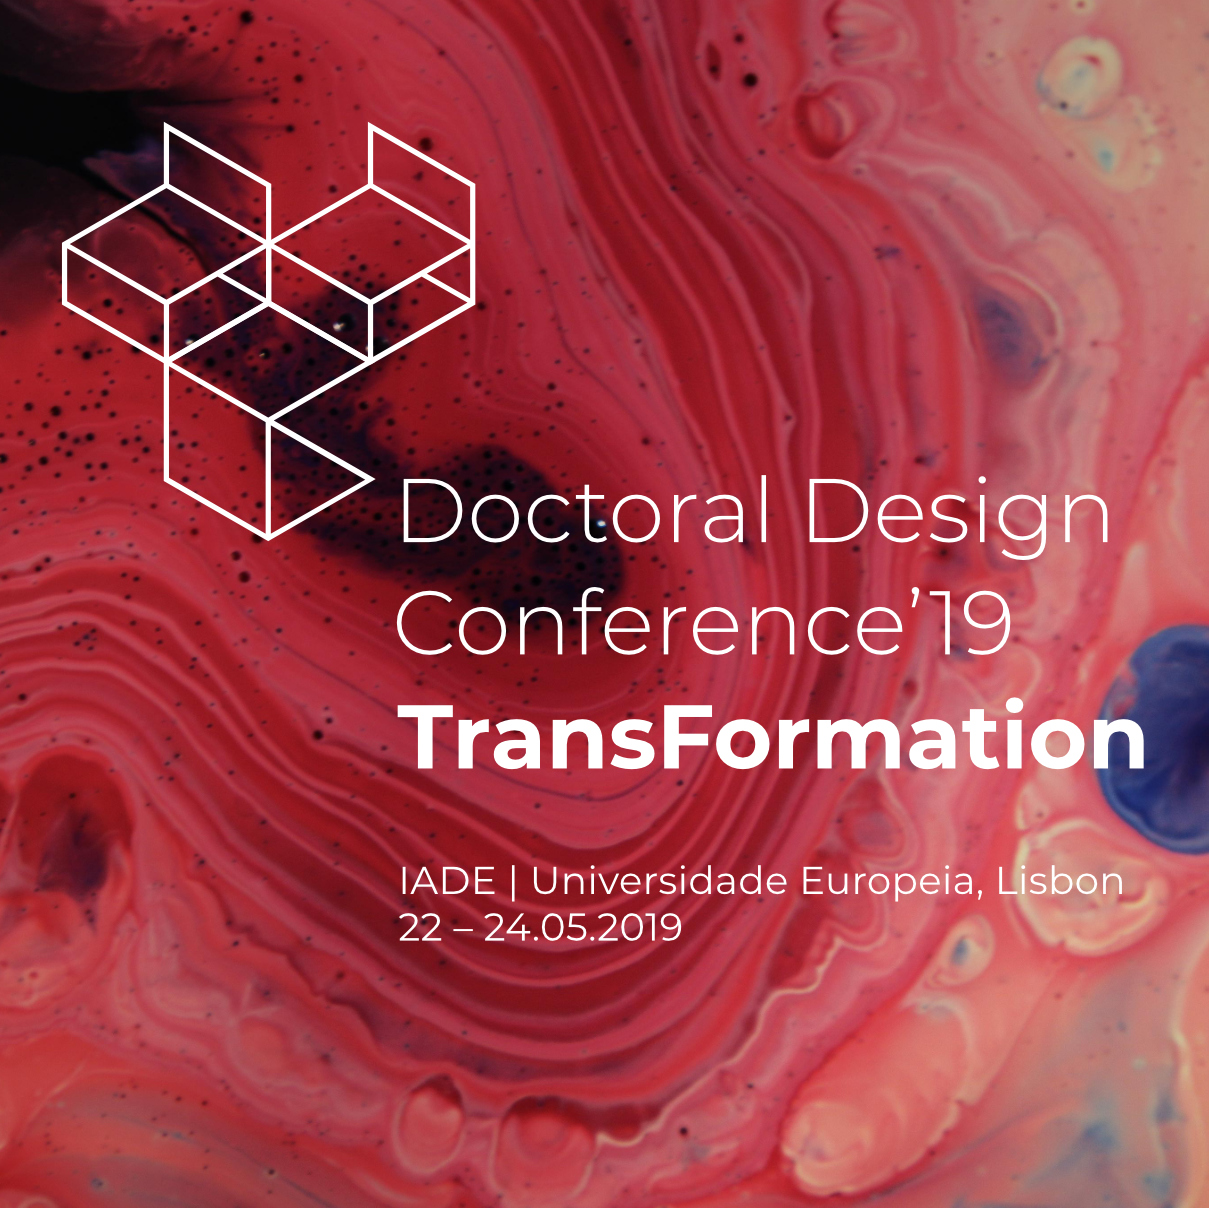 Doctoral Design
Conference’19
TransFormation
IADE | Universidade Europeia, Lisbon
22 – 24.05.2019